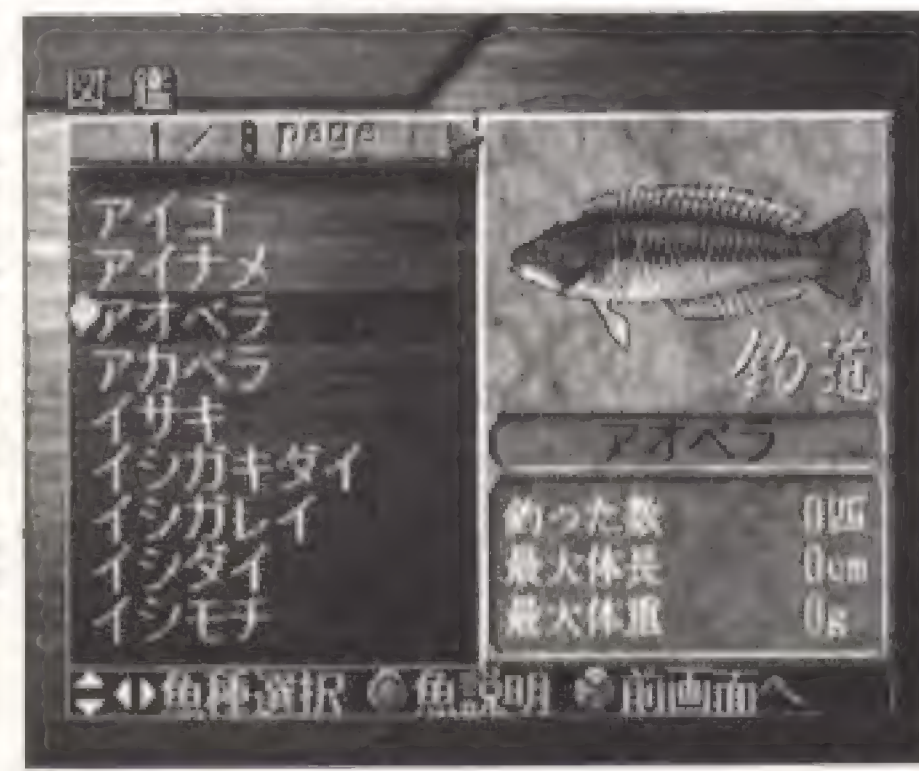 図鑑
1/8 page
アイゴ
アイナメ
アオベラ
アカベラ
イサキ
イシガキダイ
イシガレイ
イシダイ
イシモチ
釣道
アオベラ
釣った数 0匹
最大体長 0cm
最大体重 0g
魚種選択 魚説明 前画面へ